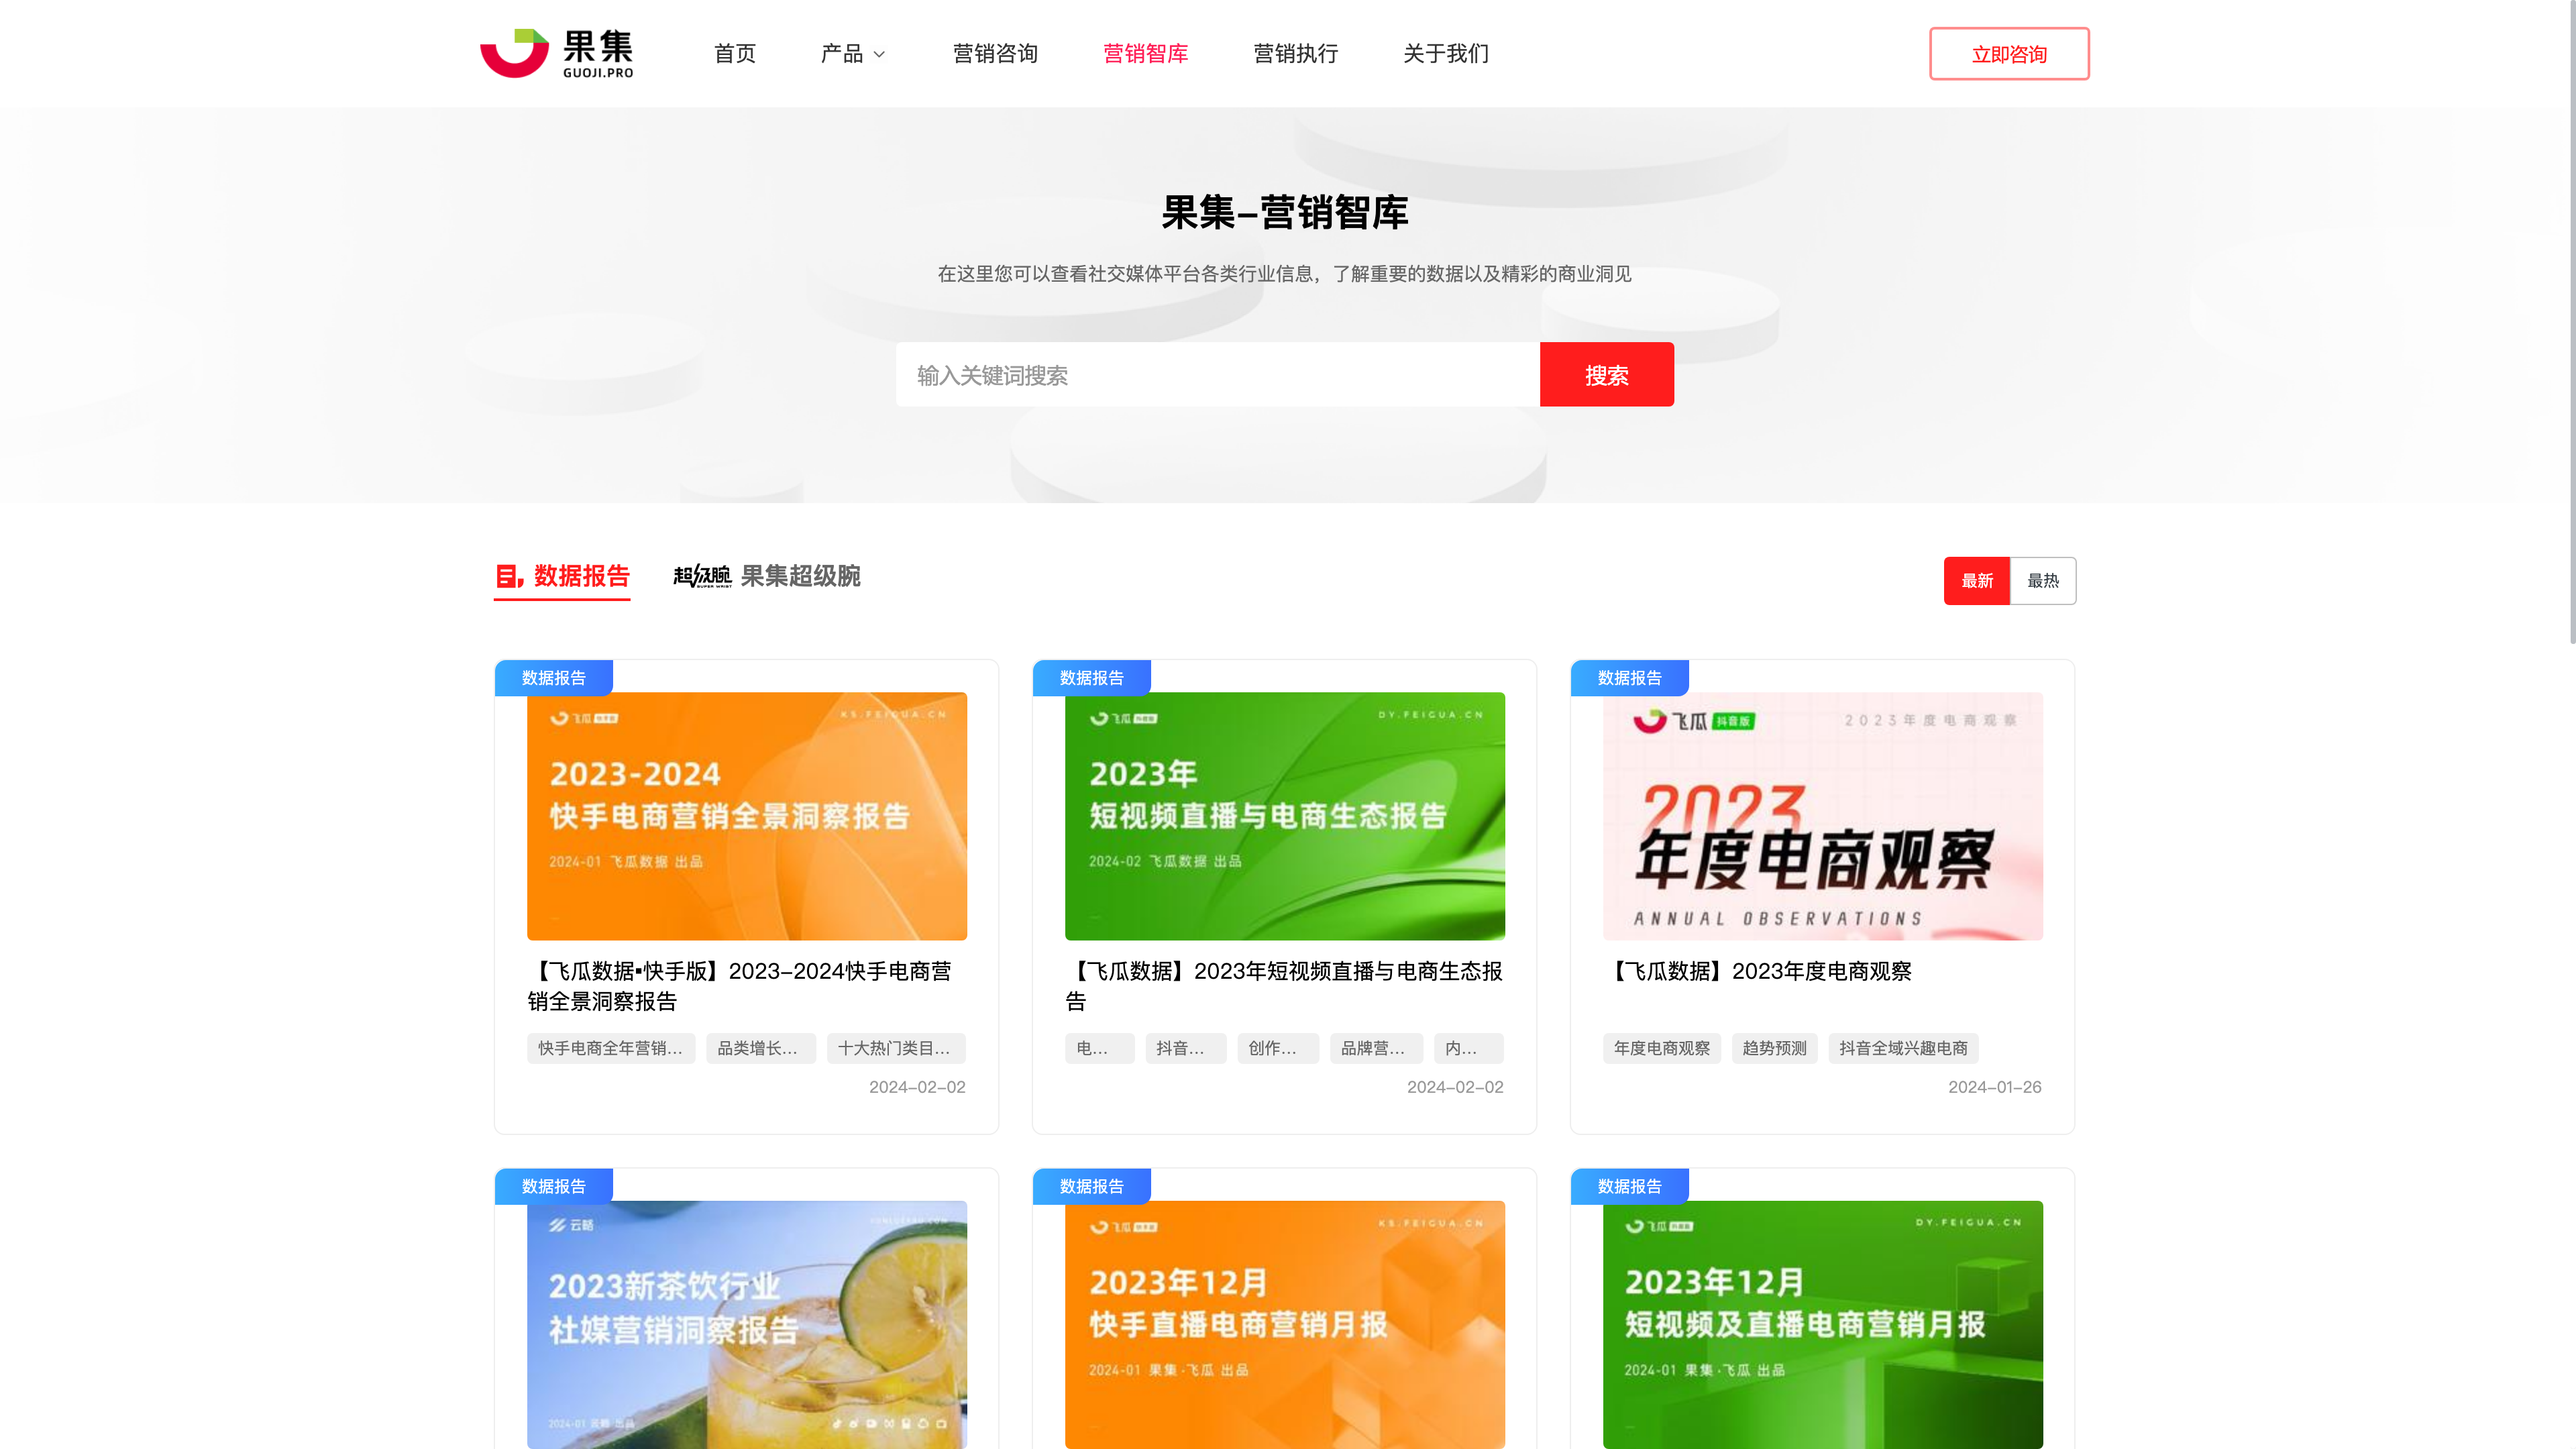 果集
GUOJI.PRO
首页
产品
营销咨询
营销智库
营销执行
关于我们
立即咨询
果集-营销智库
在这里您可以查看社交媒体平台各类行业信息，了解重要的数据以及精彩的商业洞见
输入关键词搜索
搜索
数据报告
超级腕
SUPER WRIST
果集超级腕
最新
最热
数据报告
飞瓜 快手版
KS.FEIGUA.CN
2023-2024
快手电商营销全景洞察报告
2024-01 飞瓜数据 出品
【飞瓜数据▪快手版】2023-2024快手电商营
销全景洞察报告
快手电商全年营销...
品类增长...
十大热门类目...
2024-02-02
数据报告
飞瓜 抖音版
DY.FEIGUA.CN
2023年
短视频直播与电商生态报告
2024-02 飞瓜数据 出品
【飞瓜数据】2023年短视频直播与电商生态报
告
电...
抖音...
创作...
品牌营...
内...
2024-02-02
数据报告
飞瓜 抖音版
2023年度电商观察
2023
年度电商观察
ANNUAL OBSERVATIONS
【飞瓜数据】2023年度电商观察
年度电商观察
趋势预测
抖音全域兴趣电商
2024-01-26
数据报告
云略
2023新茶饮行业
社媒营销洞察报告
2024-01 云略 出品
数据报告
飞瓜 快手版
KS.FEIGUA.CN
2023年12月
快手直播电商营销月报
2024-01 果集·飞瓜 出品
数据报告
飞瓜 抖音版
DY.FEIGUA.CN
2023年12月
短视频及直播电商营销月报
2024-01 果集·飞瓜 出品